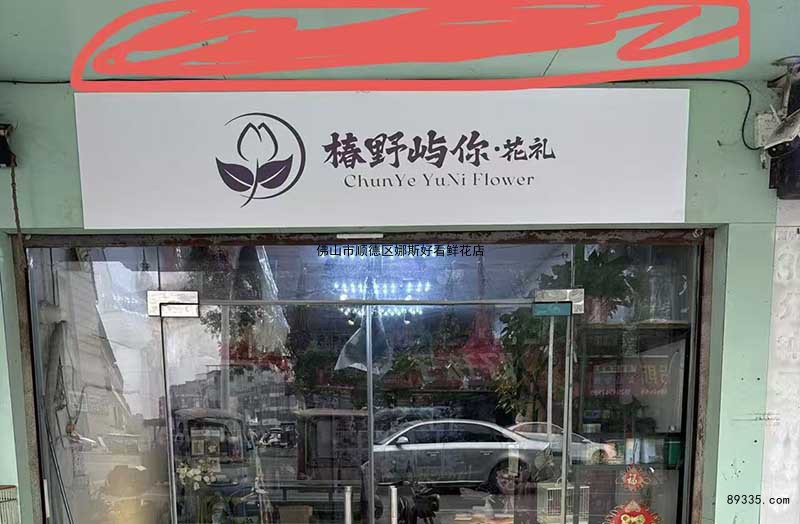 椿野屿你·花礼
ChunYe YuNi Flower
佛山市顺德区娜斯好看鲜花店
福
89335.com